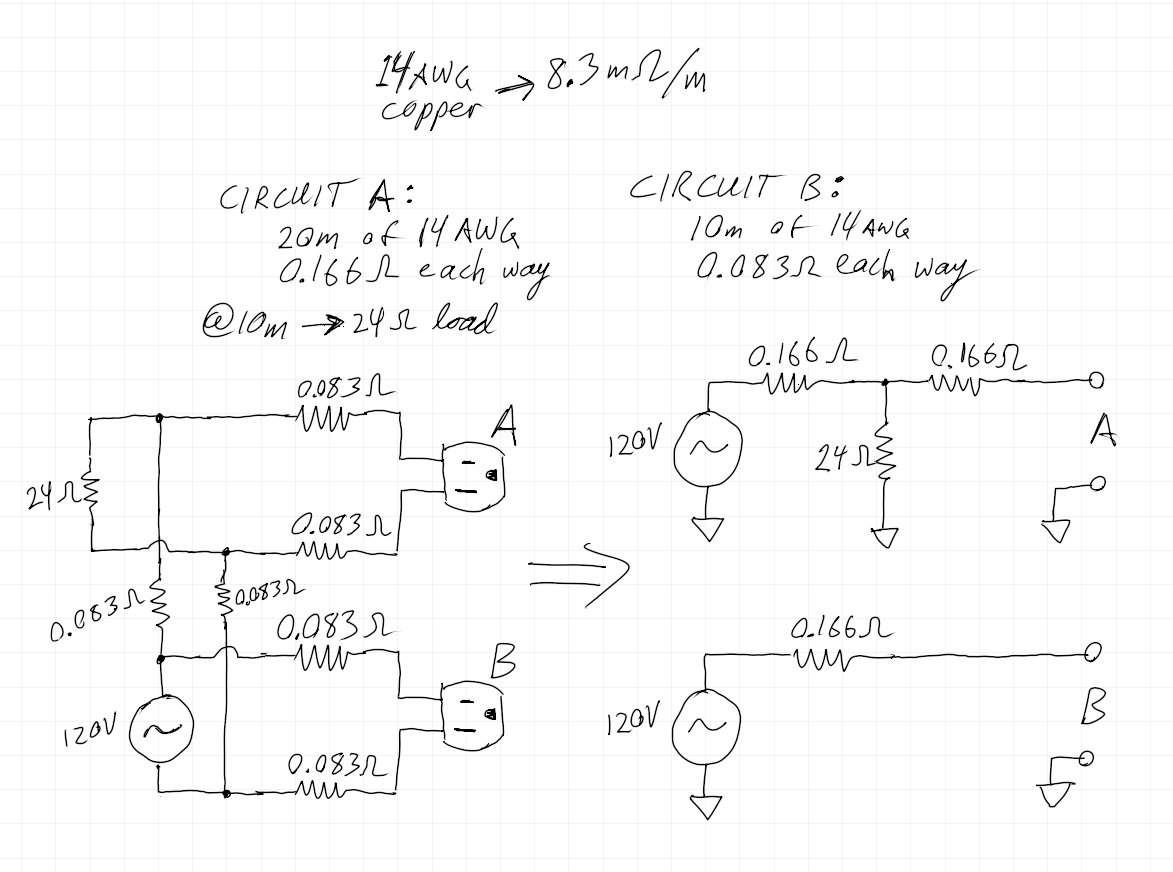 14AWG copper → 8.3mΩ/m
CIRCUIT A:
20m of 14AWG
0.166Ω each way
@10m → 24Ω load
CIRCUIT B:
10m of 14AWG
0.083Ω each way
0.083Ω
A
24Ω
0.083Ω
0.083Ω
0.083Ω
0.083Ω
B
120V
0.083Ω
0.166Ω
0.166Ω
120V
24Ω
A
0.166Ω
120V
B